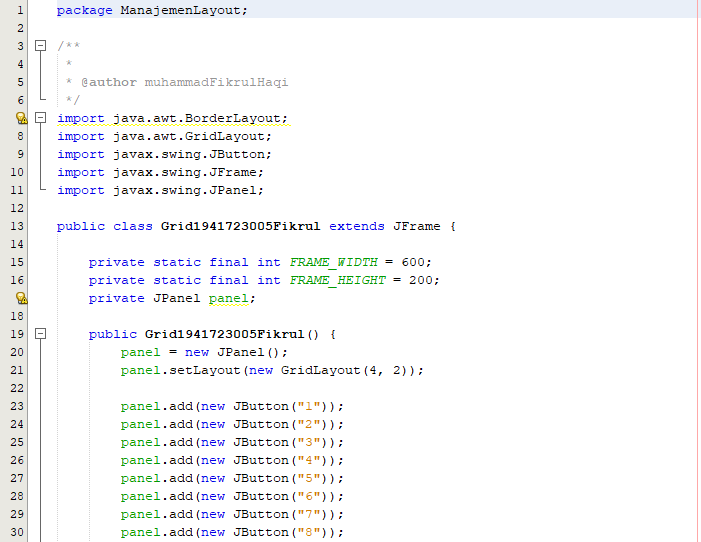 1 package ManajemenLayout;
2
3 /**
4 *
5 * @author muhammadFikrulHaqi
6 */
import java.awt.BorderLayout;
8 import java.awt.GridLayout;
9 import javax.swing.JButton;
10 import javax.swing.JFrame;
11 import javax.swing.JPanel;
12
13 public class Grid1941723005Fikrul extends JFrame {
14
15 private static final int FRAME_WIDTH = 600;
16 private static final int FRAME_HEIGHT = 200;
private JPanel panel;
18
19 public Grid1941723005Fikrul() {
20 panel = new JPanel();
21 panel.setLayout(new GridLayout(4, 2));
22
23 panel.add(new JButton("1"));
24 panel.add(new JButton("2"));
25 panel.add(new JButton("3"));
26 panel.add(new JButton("4"));
27 panel.add(new JButton("5"));
28 panel.add(new JButton("6"));
29 panel.add(new JButton("7"));
30 panel.add(new JButton("8"));